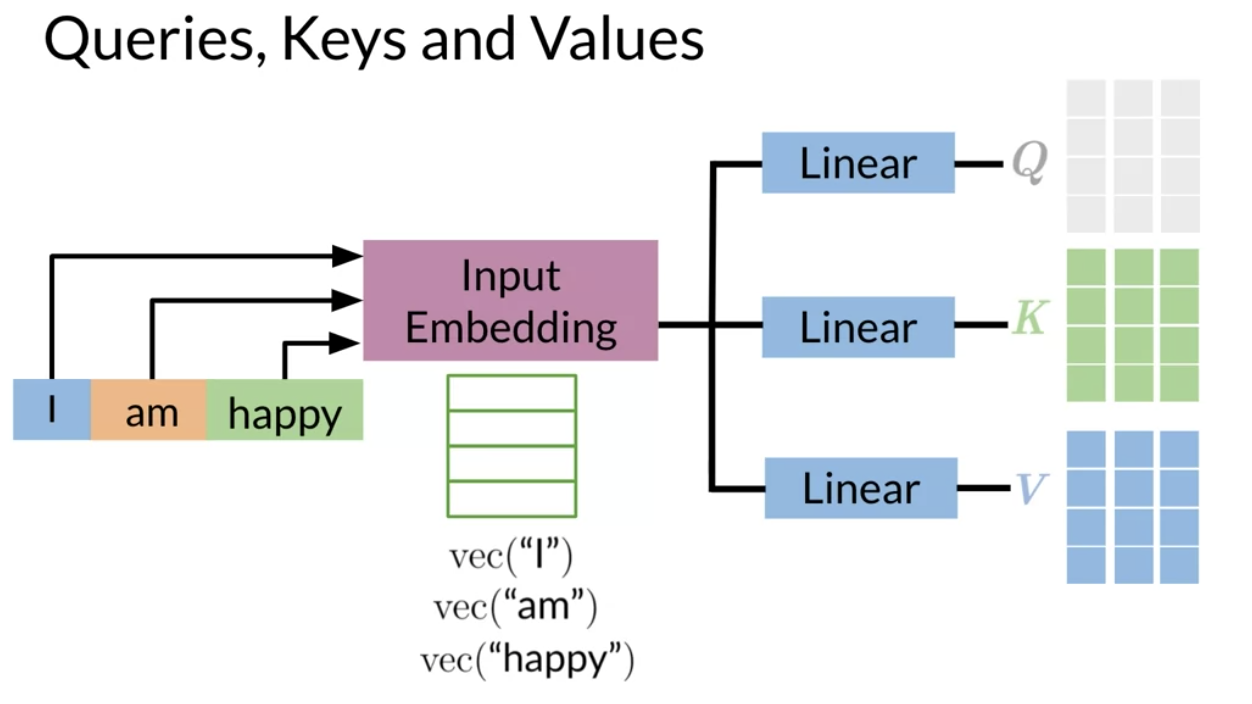 Queries, Keys and Values
Linear
Q
Input
Embedding
Linear
K
I
am
happy
Linear
V
vec(“I”)
vec(“am”)
vec(“happy”)